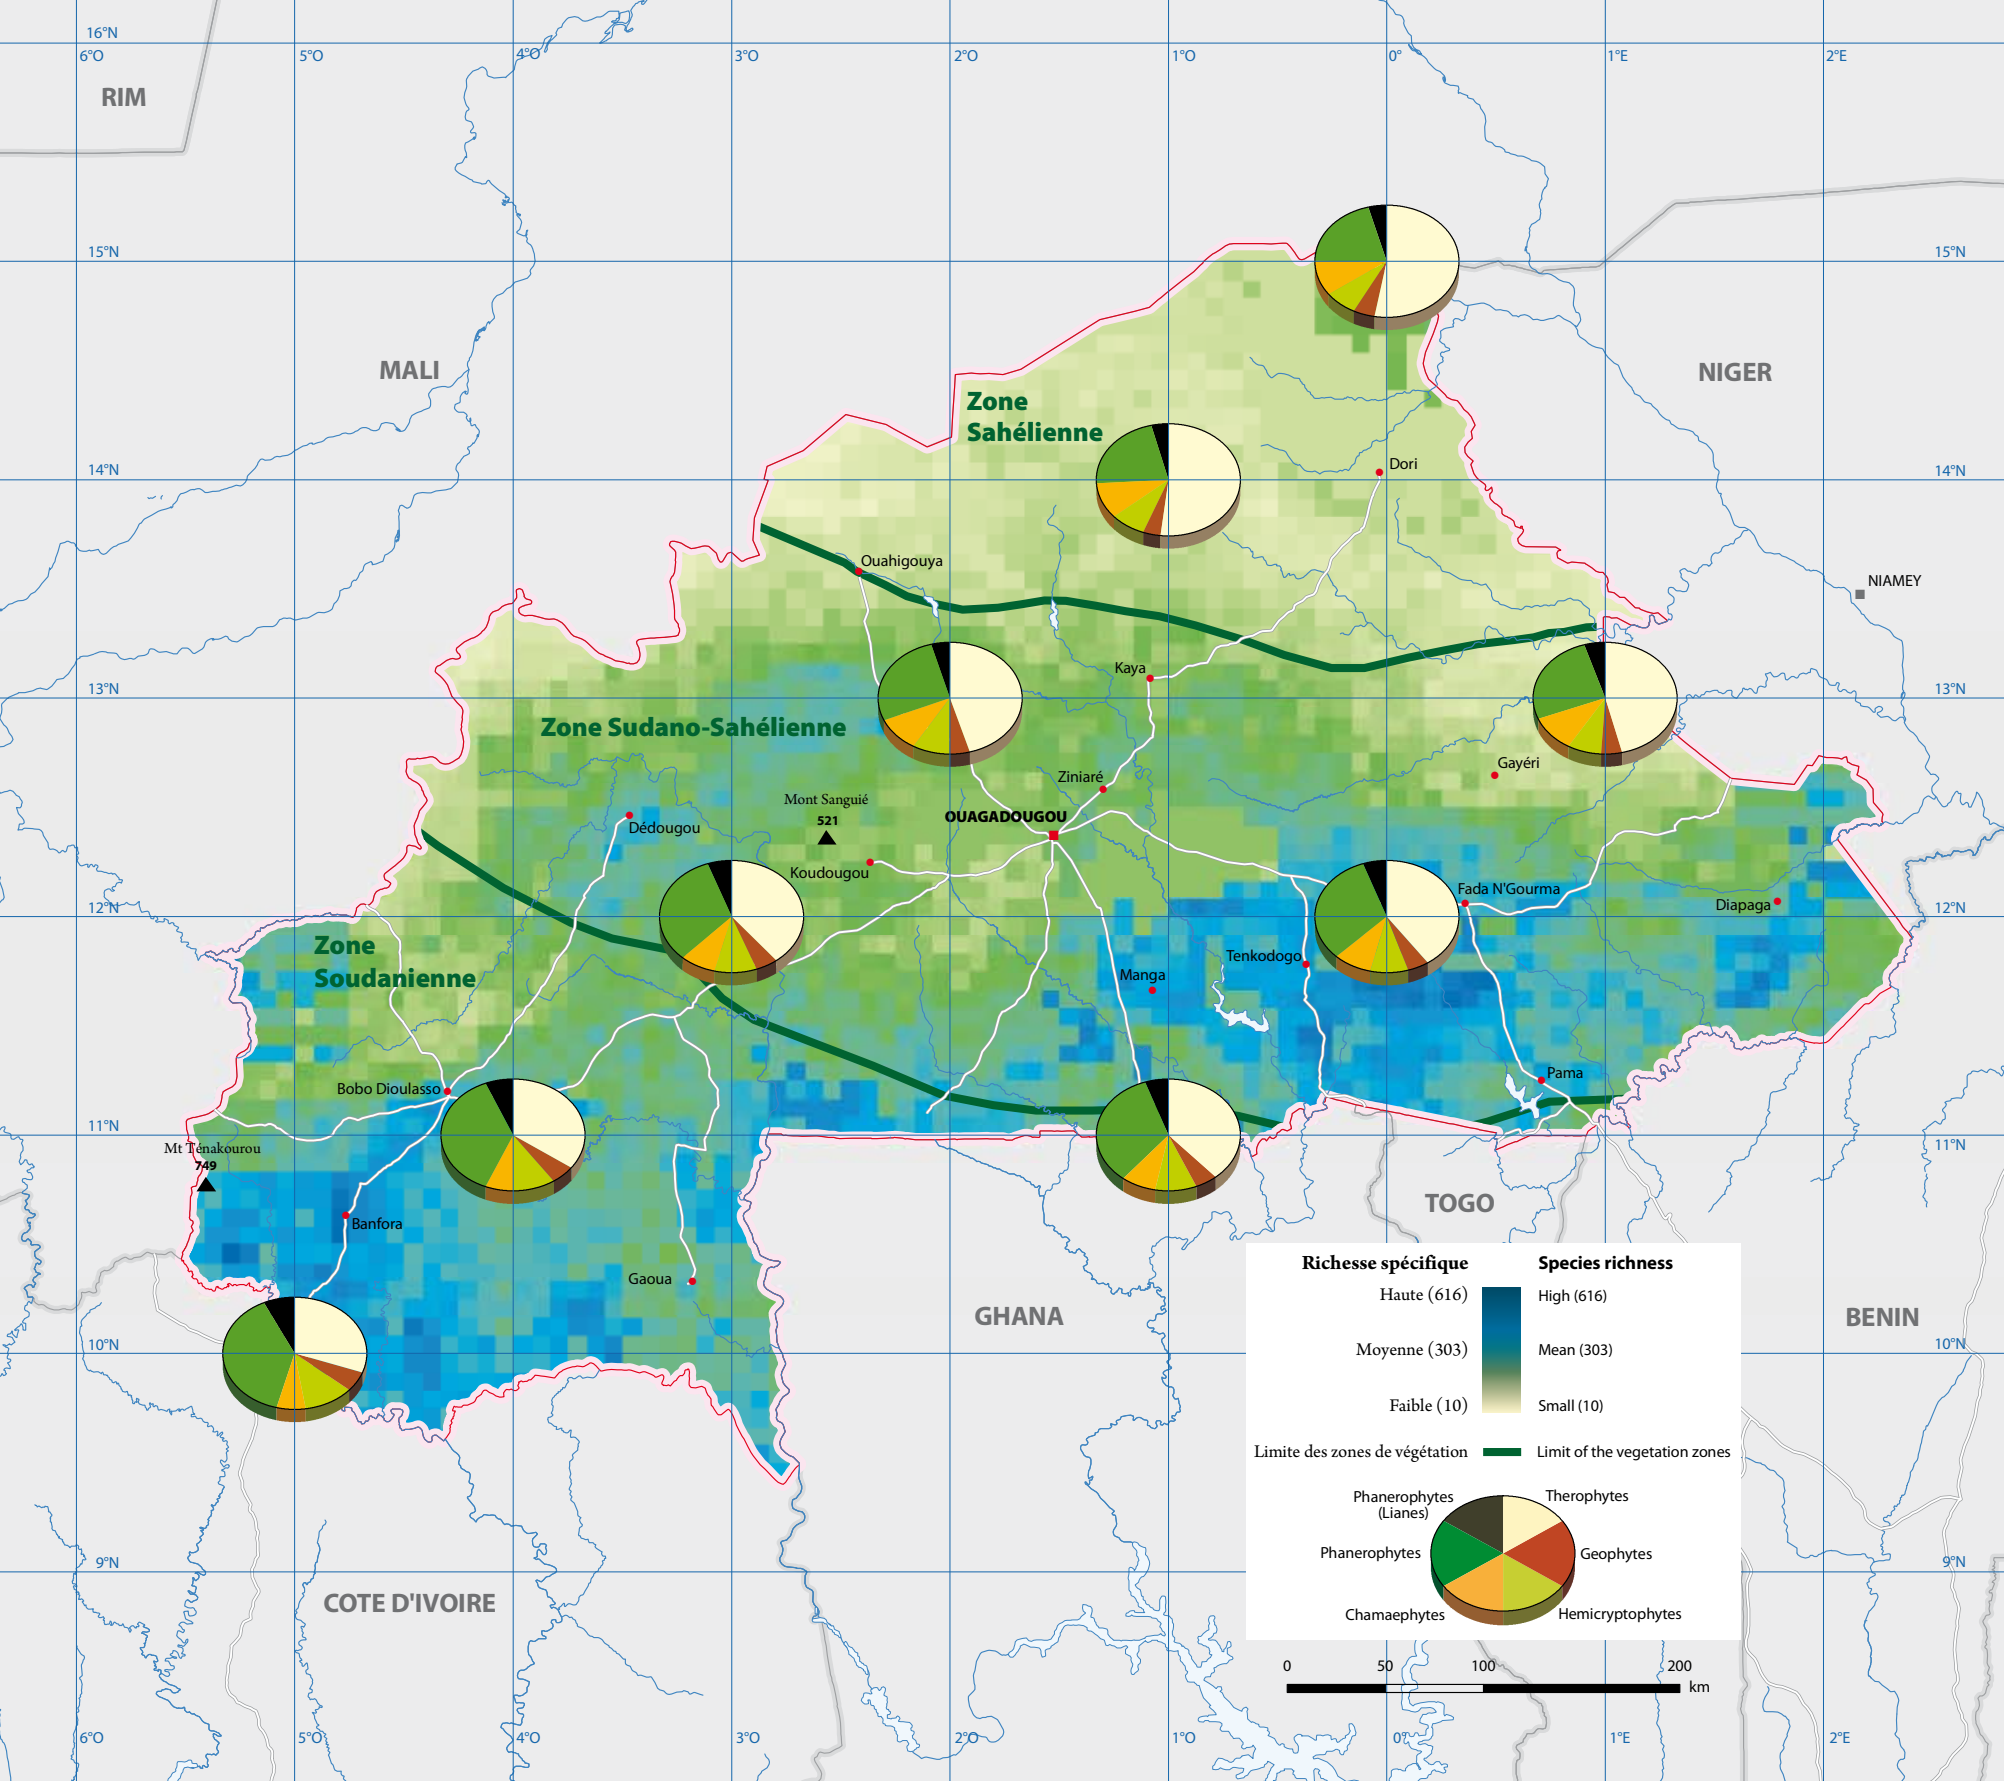 16°N
6°O
5°O
4°O
3°O
2°O
1°O
0°
1°E
2°E
RIM
15°N
15°N
MALI
NIGER
Zone
Sahélienne
14°N
Dori
14°N
Ouahigouya
NIAMEY
Kaya
13°N
13°N
Zone Sudano-Sahélienne
Gayéri
Ziniaré
Mont Sanguié
521
OUAGADOUGOU
Dédougou
Koudougou
Fada N'Gourma
Diapaga
12°N
12°N
Zone
Soudanienne
Tenkodogo
Manga
Pama
Bobo Dioulasso
11°N
11°N
Mt Ténakourou
749
TOGO
Banfora
Gaoua
GHANA
BENIN
10°N
10°N
Richesse spécifique
Species richness
Haute (616)
High (616)
Moyenne (303)
Mean (303)
Faible (10)
Small (10)
Limite des zones de végétation
Limit of the vegetation zones
Phanerophytes
(Lianes)
Therophytes
Phanerophytes
Geophytes
Chamaephytes
Hemicryptophytes
9°N
9°N
COTE D'IVOIRE
0
50
100
200
km
6°O
5°O
4°O
3°O
2°O
1°O
0°
1°E
2°E